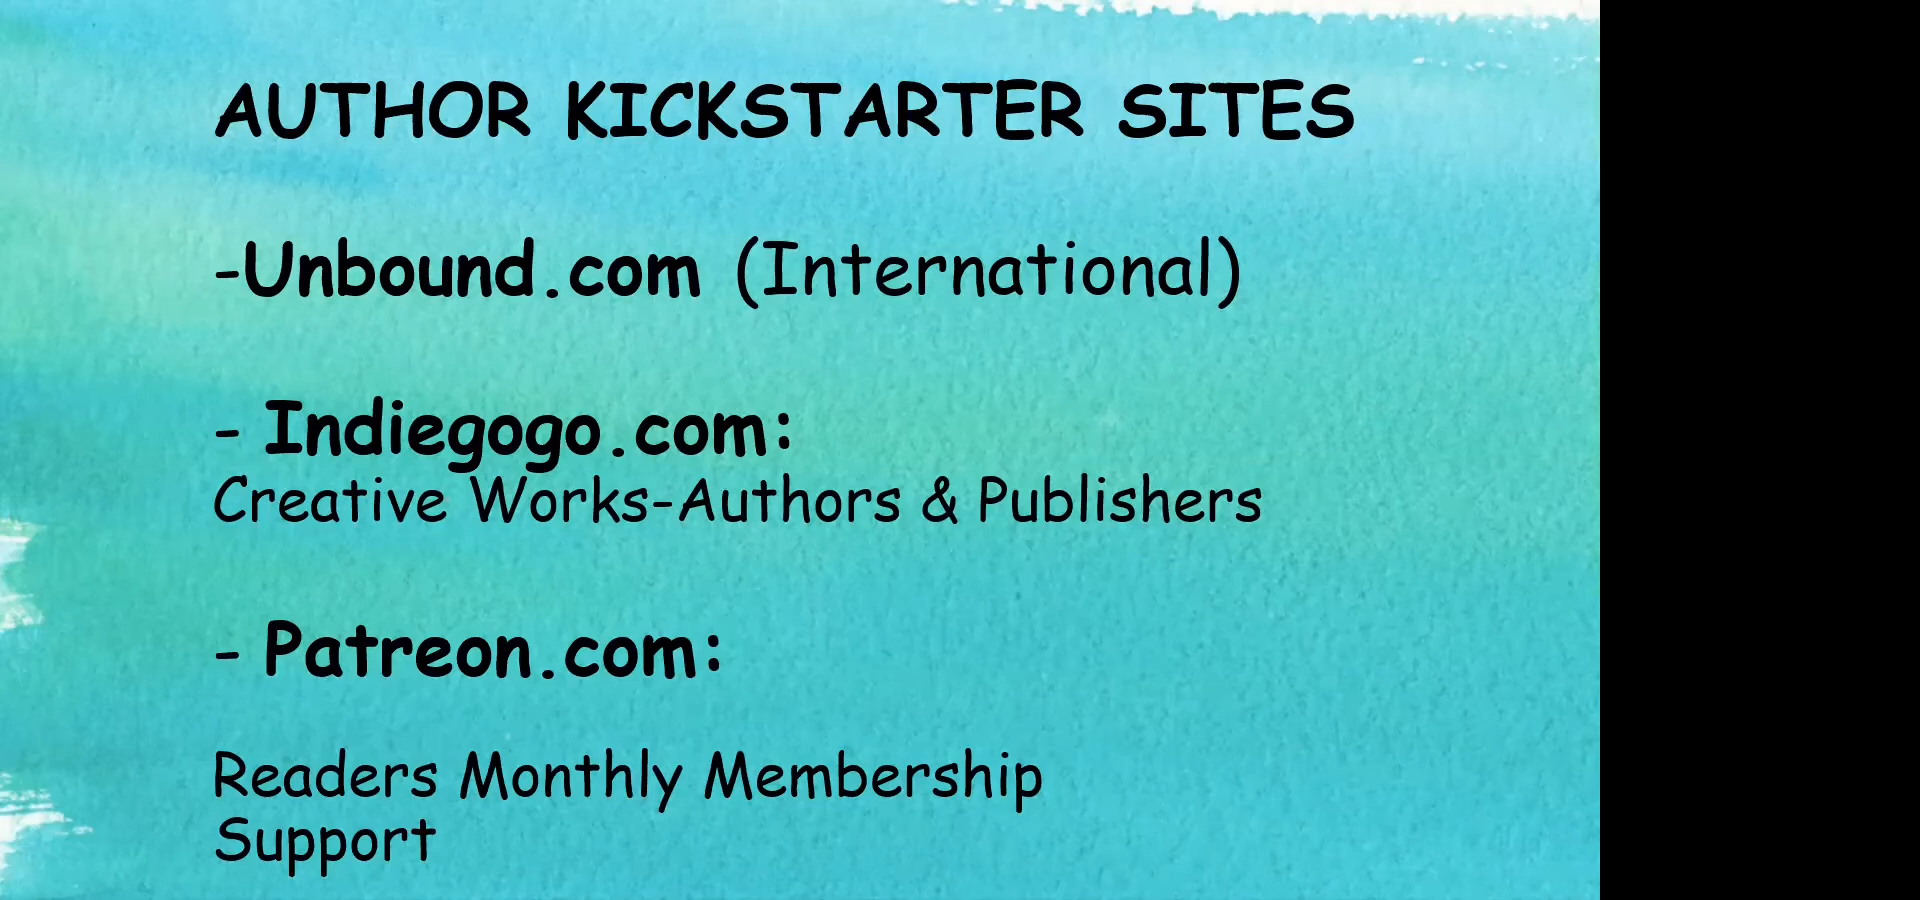 AUTHOR KICKSTARTER SITES
-Unbound.com (International)
- Indiegogo.com:
Creative Works-Authors & Publishers
- Patreon.com:
Readers Monthly Membership
Support